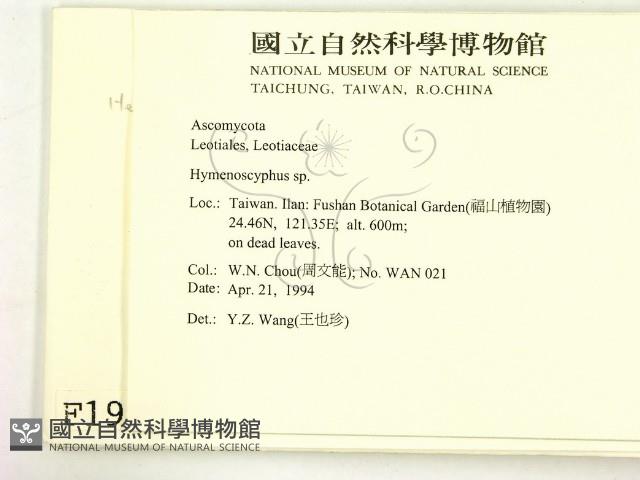 國立自然科學博物館
NATIONAL MUSEUM OF NATURAL SCIENCE
TAICHUNG, TAIWAN, R.O.CHINA
He
Ascomycota
Leotiales, Leotiaceae
Hymenoscyphus sp.
Loc.: Taiwan. Ilan: Fushan Botanical Garden(福山植物園)
24.46N, 121.35E; alt. 600m;
on dead leaves.
Col.: W.N. Chou(周文能); No. WAN 021
Date: Apr. 21, 1994
Det.: Y.Z. Wang(王也珍)
F19
國立自然科學博物館
NATIONAL MUSEUM OF NATURAL SCIENCE